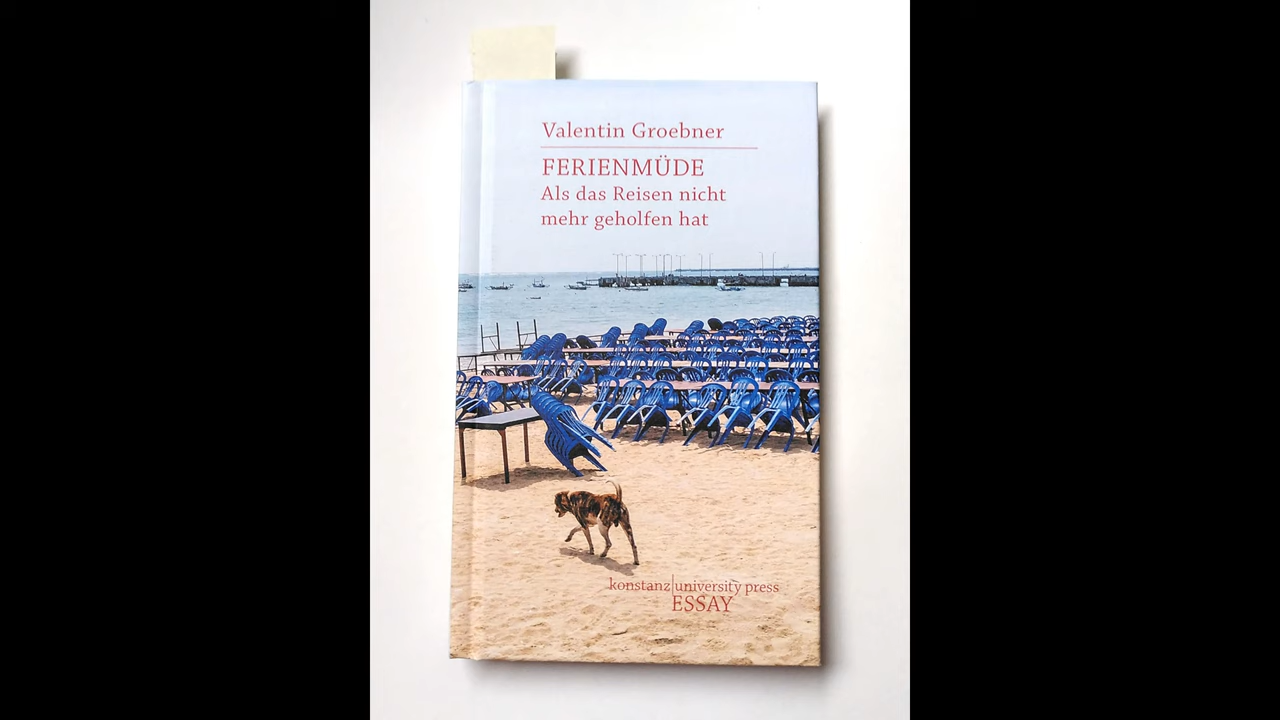 Valentin Groebner
FERIENMÜDE
Als das Reisen nicht
mehr geholfen hat
konstanz|university press
ESSAY